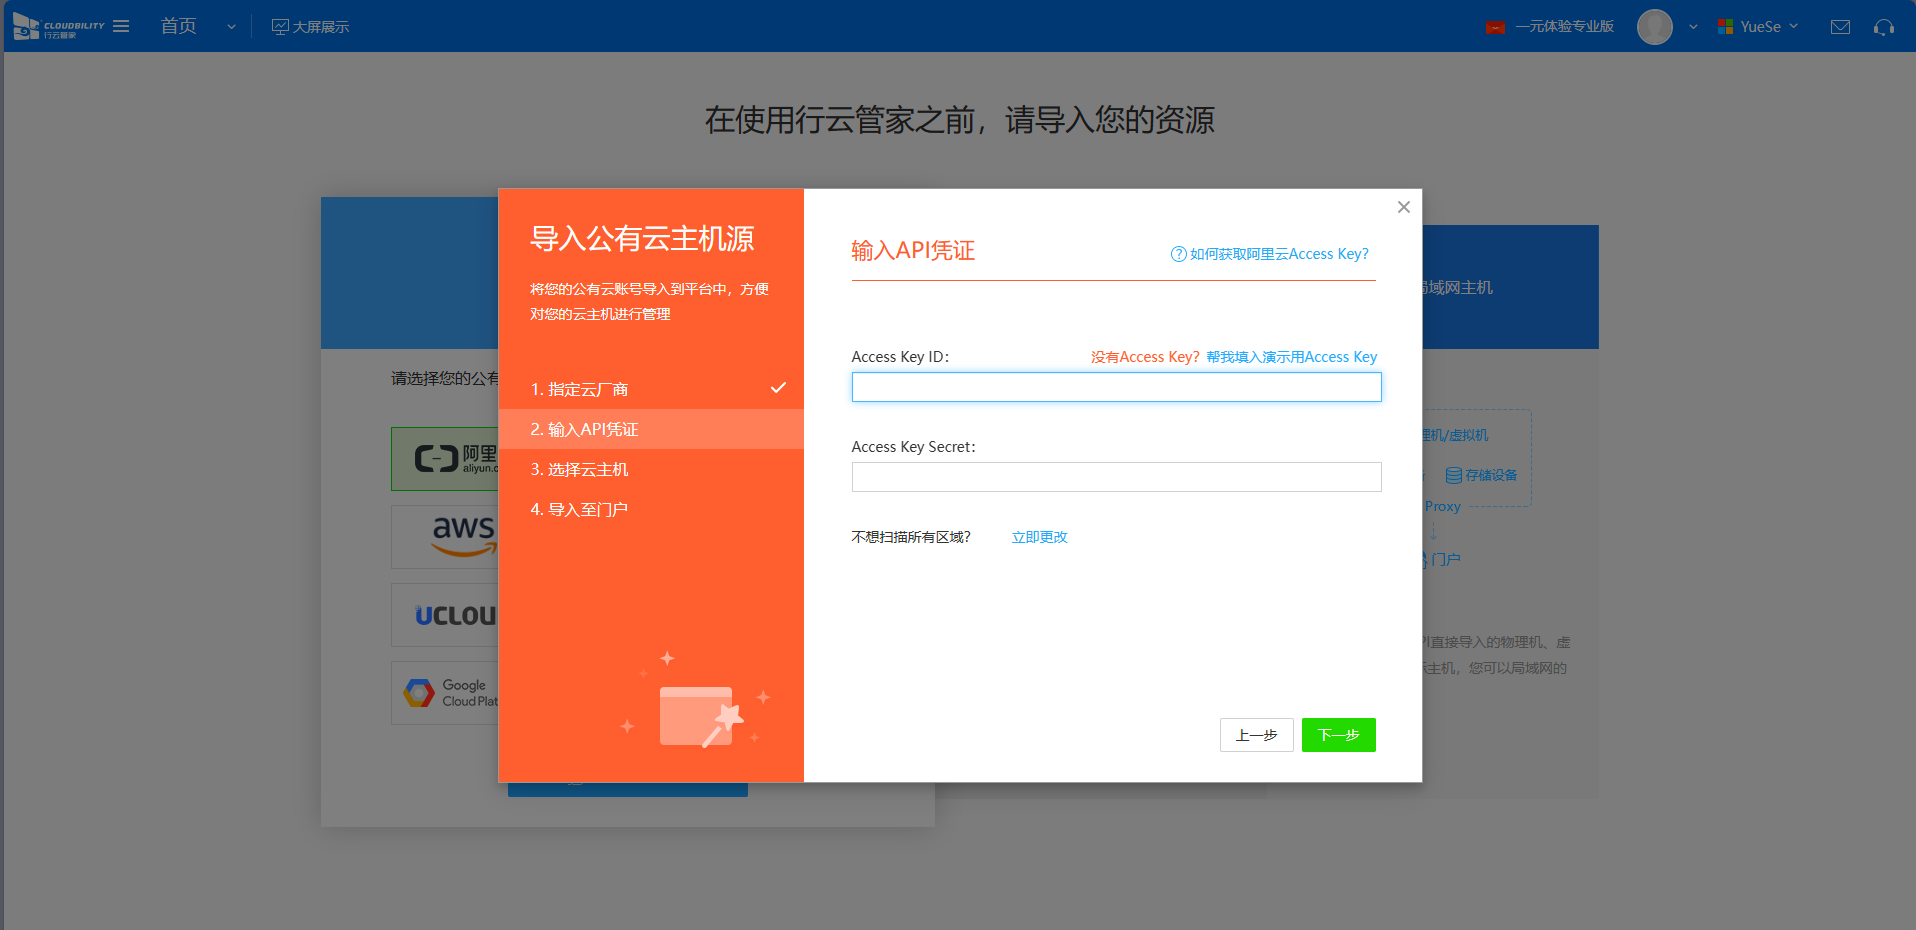 CLOUDBILITY
行云管家
首页
大屏展示
一元体验专业版
YueSe
在使用行云管家之前，请导入您的资源
导入公有云主机源
将您的公有云账号导入到平台中，方便
对您的云主机进行管理
1. 指定云厂商
2. 输入API凭证
3. 选择云主机
4. 导入至门户
输入API凭证
如何获取阿里云Access Key?
Access Key ID：
没有Access Key? 帮我填入演示用Access Key
Access Key Secret：
不想扫描所有区域?
立即更改
上一步
下一步
请选择您的公有
阿里
aliyun.c
aws
UCLOU
Google
Cloud Plat
局域网主机
理机/虚拟机
存储设备
Proxy
门户
PI直接导入的物理机、虚
主机，您可以局域网的